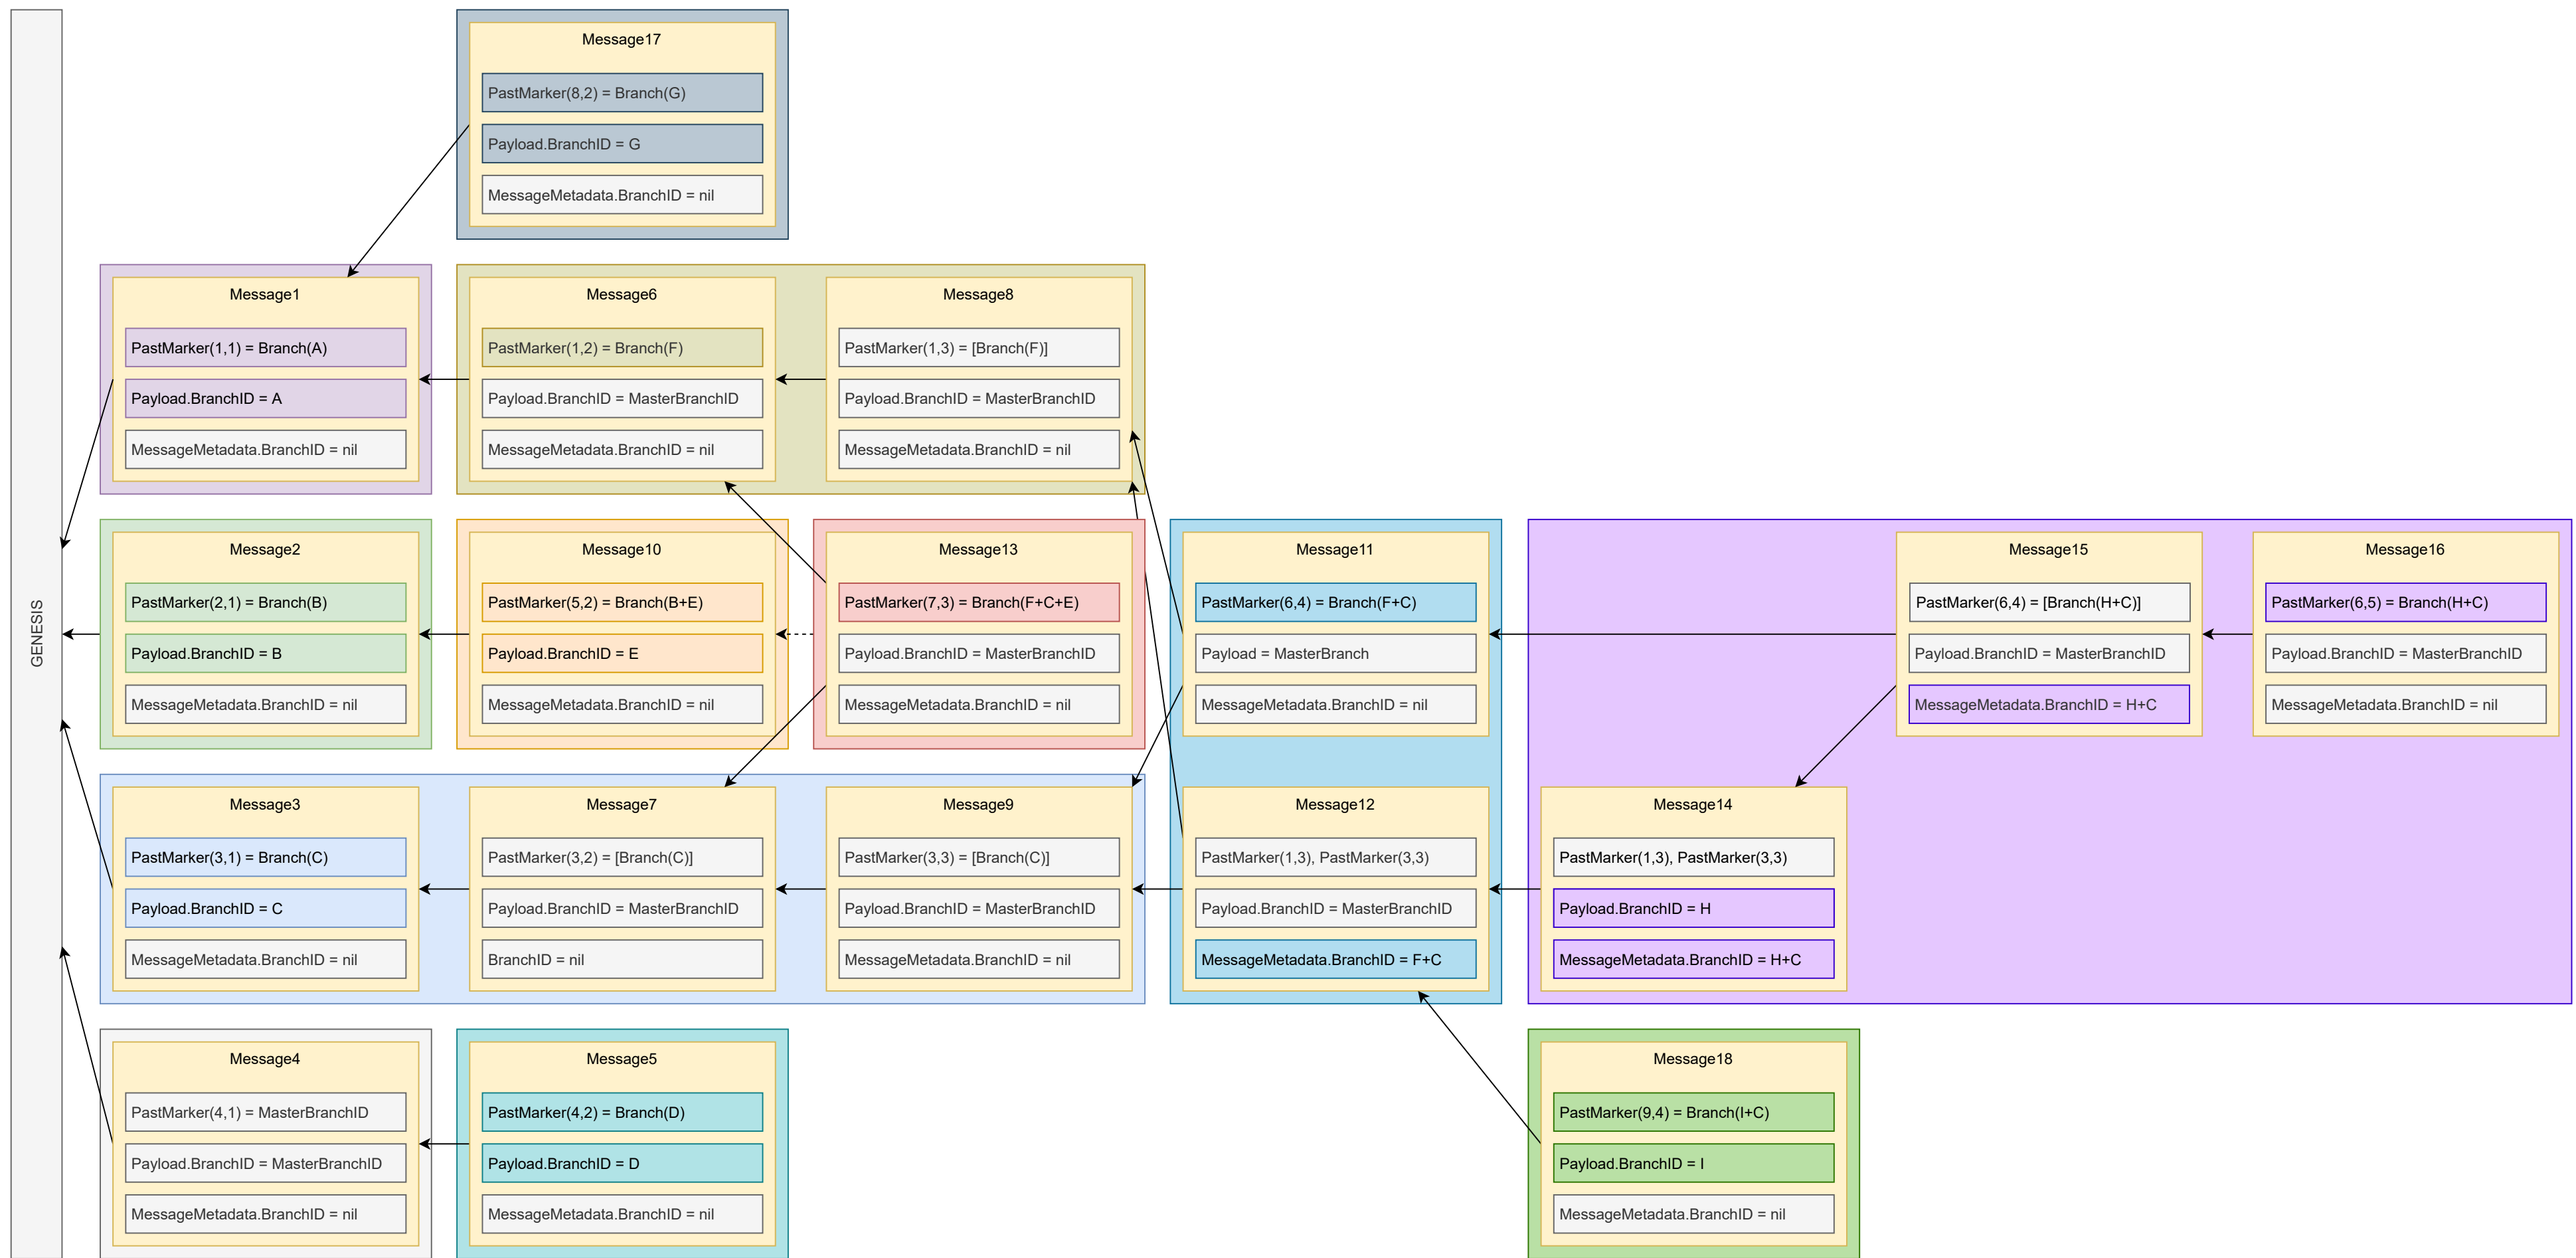 GENESIS
Message17
PastMarker(8,2) = Branch(G)
Payload.BranchID = G
MessageMetadata.BranchID = nil
Message1
PastMarker(1,1) = Branch(A)
Payload.BranchID = A
MessageMetadata.BranchID = nil
Message6
PastMarker(1,2) = Branch(F)
Payload.BranchID = MasterBranchID
MessageMetadata.BranchID = nil
Message8
PastMarker(1,3) = [Branch(F)]
Payload.BranchID = MasterBranchID
MessageMetadata.BranchID = nil
Message2
PastMarker(2,1) = Branch(B)
Payload.BranchID = B
MessageMetadata.BranchID = nil
Message10
PastMarker(5,2) = Branch(B+E)
Payload.BranchID = E
MessageMetadata.BranchID = nil
Message13
PastMarker(7,3) = Branch(F+C+E)
Payload.BranchID = MasterBranchID
MessageMetadata.BranchID = nil
Message11
PastMarker(6,4) = Branch(F+C)
Payload = MasterBranch
MessageMetadata.BranchID = nil
Message15
PastMarker(6,4) = [Branch(H+C)]
Payload.BranchID = MasterBranchID
MessageMetadata.BranchID = H+C
Message16
PastMarker(6,5) = Branch(H+C)
Payload.BranchID = MasterBranchID
MessageMetadata.BranchID = nil
Message3
PastMarker(3,1) = Branch(C)
Payload.BranchID = C
MessageMetadata.BranchID = nil
Message7
PastMarker(3,2) = [Branch(C)]
Payload.BranchID = MasterBranchID
BranchID = nil
Message9
PastMarker(3,3) = [Branch(C)]
Payload.BranchID = MasterBranchID
MessageMetadata.BranchID = nil
Message12
PastMarker(1,3), PastMarker(3,3)
Payload.BranchID = MasterBranchID
MessageMetadata.BranchID = F+C
Message14
PastMarker(1,3), PastMarker(3,3)
Payload.BranchID = H
MessageMetadata.BranchID = H+C
Message4
PastMarker(4,1) = MasterBranchID
Payload.BranchID = MasterBranchID
MessageMetadata.BranchID = nil
Message5
PastMarker(4,2) = Branch(D)
Payload.BranchID = D
MessageMetadata.BranchID = nil
Message18
PastMarker(9,4) = Branch(I+C)
Payload.BranchID = I
MessageMetadata.BranchID = nil